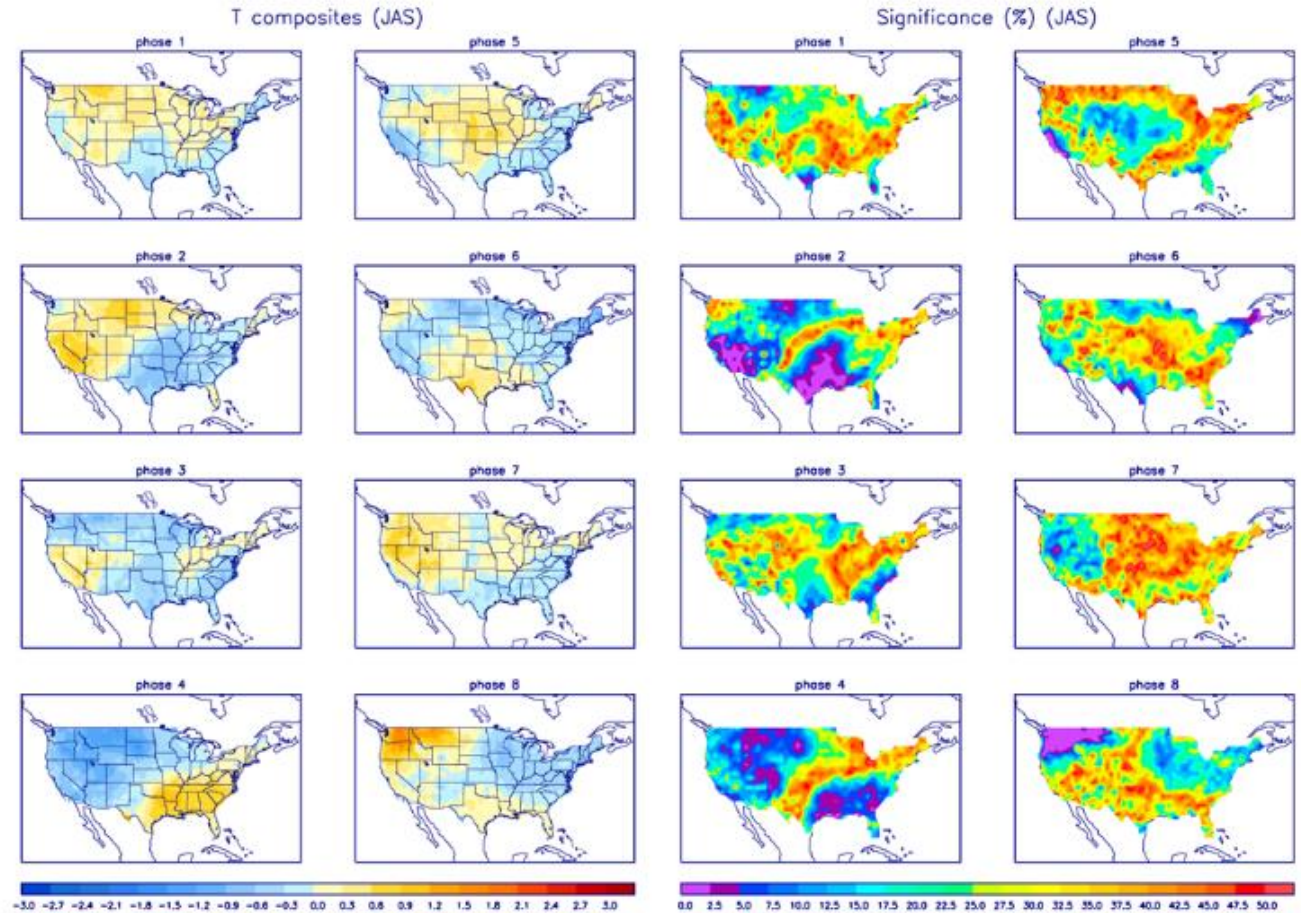 T composites (JAS)
Significance (%) (JAS)
phase 1
phase 5
phase 1
phase 5
phase 2
phase 6
phase 2
phase 6
phase 3
phase 7
phase 3
phase 7
phase 4
phase 8
phase 4
phase 8
-3.0 -2.7 -2.4 -2.1 -1.8 -1.5 -1.2 -0.9 -0.6 -0.3 0.0 0.3 0.6 0.9 1.2 1.5 1.8 2.1 2.4 2.7 3.0
0.0 2.5 5.0 7.5 10.0 12.5 15.0 17.5 20.0 22.5 25.0 27.5 30.0 32.5 35.0 37.5 40.0 42.5 45.0 47.5 50.0